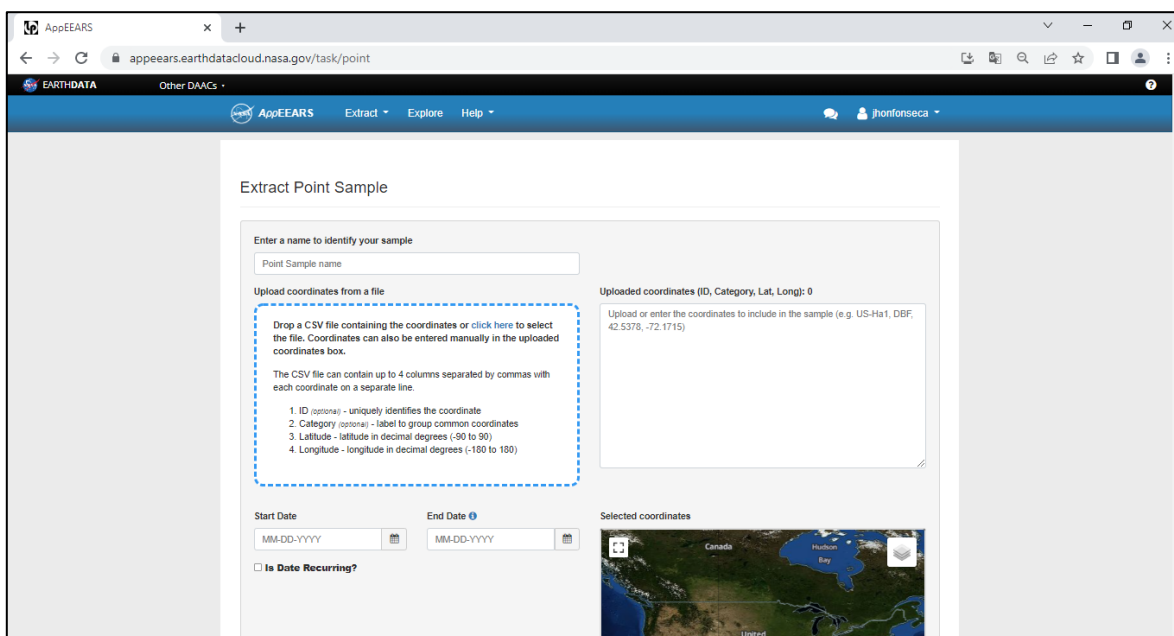 AppEEARS
appeears.earthdatacloud.nasa.gov/task/point
EARTHDATA
Other DAACs
AppEEARS Extract Explore Help jhonfonseca
Extract Point Sample
Enter a name to identify your sample
Point Sample name
Upload coordinates from a file
Drop a CSV file containing the coordinates or click here to select
the file. Coordinates can also be entered manually in the uploaded
coordinates box.
The CSV file can contain up to 4 columns separated by commas with
each coordinate on a separate line.
1. ID (optional) - uniquely identifies the coordinate
2. Category (optional) - label to group common coordinates
3. Latitude - latitude in decimal degrees (-90 to 90)
4. Longitude - longitude in decimal degrees (-180 to 180)
Uploaded coordinates (ID, Category, Lat, Long): 0
Upload or enter the coordinates to include in the sample (e.g. US-Ha1, DBF,
42.5378, -72.1715)
Start Date
MM-DD-YYYY
End Date
MM-DD-YYYY
Is Date Recurring?
Selected coordinates
Canada
Hudson
Bay
United